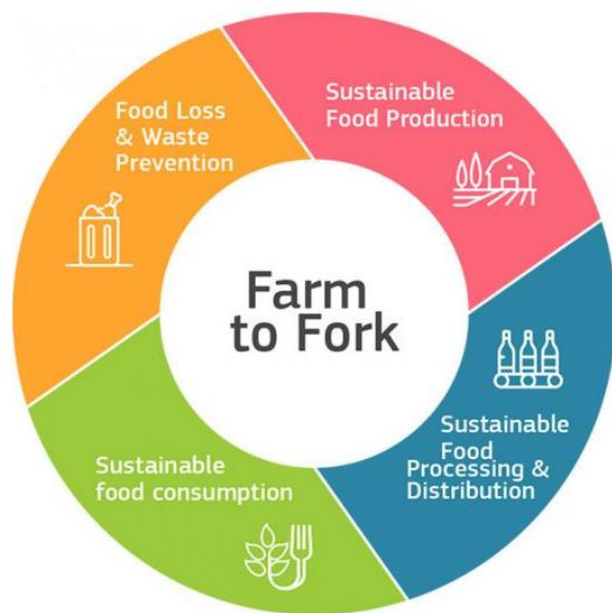 Food Loss
& Waste
Prevention
Sustainable
Food Production
Farm
to Fork
Sustainable
Food
Processing &
Distribution
Sustainable
food consumption